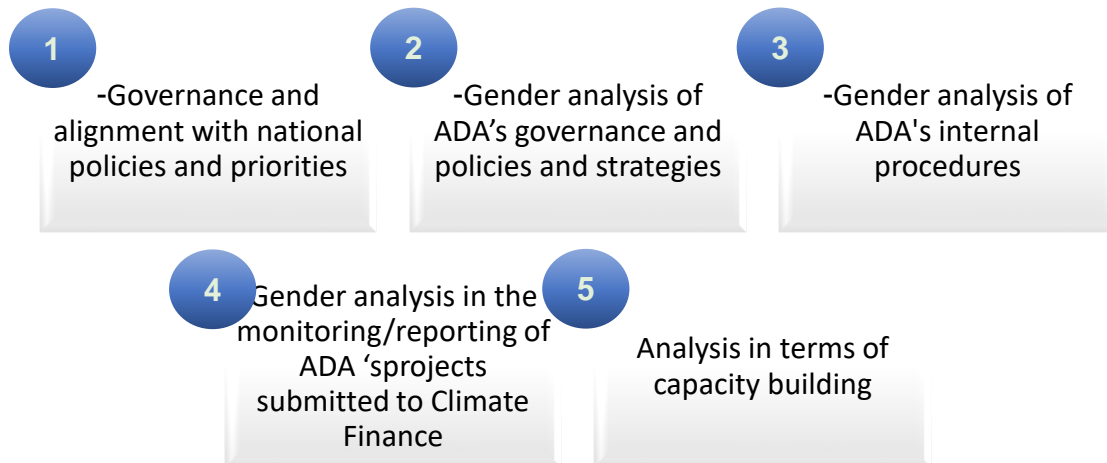 1
-Governance and
alignment with national
policies and priorities
2
-Gender analysis of
ADA’s governance and
policies and strategies
3
-Gender analysis of
ADA's internal
procedures
4
Gender analysis in the
monitoring/reporting of
ADA ‘sprojects
submitted to Climate
Finance
5
Analysis in terms of
capacity building